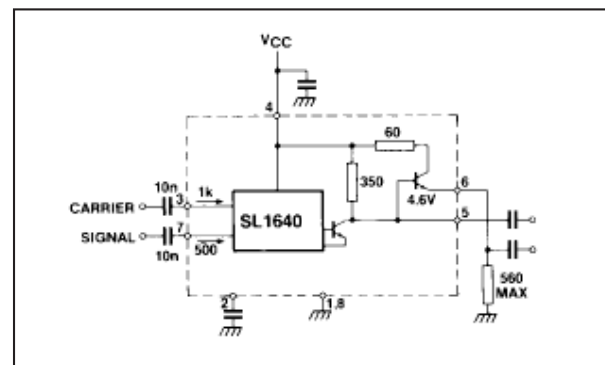 VCC
4
60
350
6
4.6V
10n
3
1k
CARRIER
SL1640
5
SIGNAL
7
10n
500
2
1,8
560
MAX